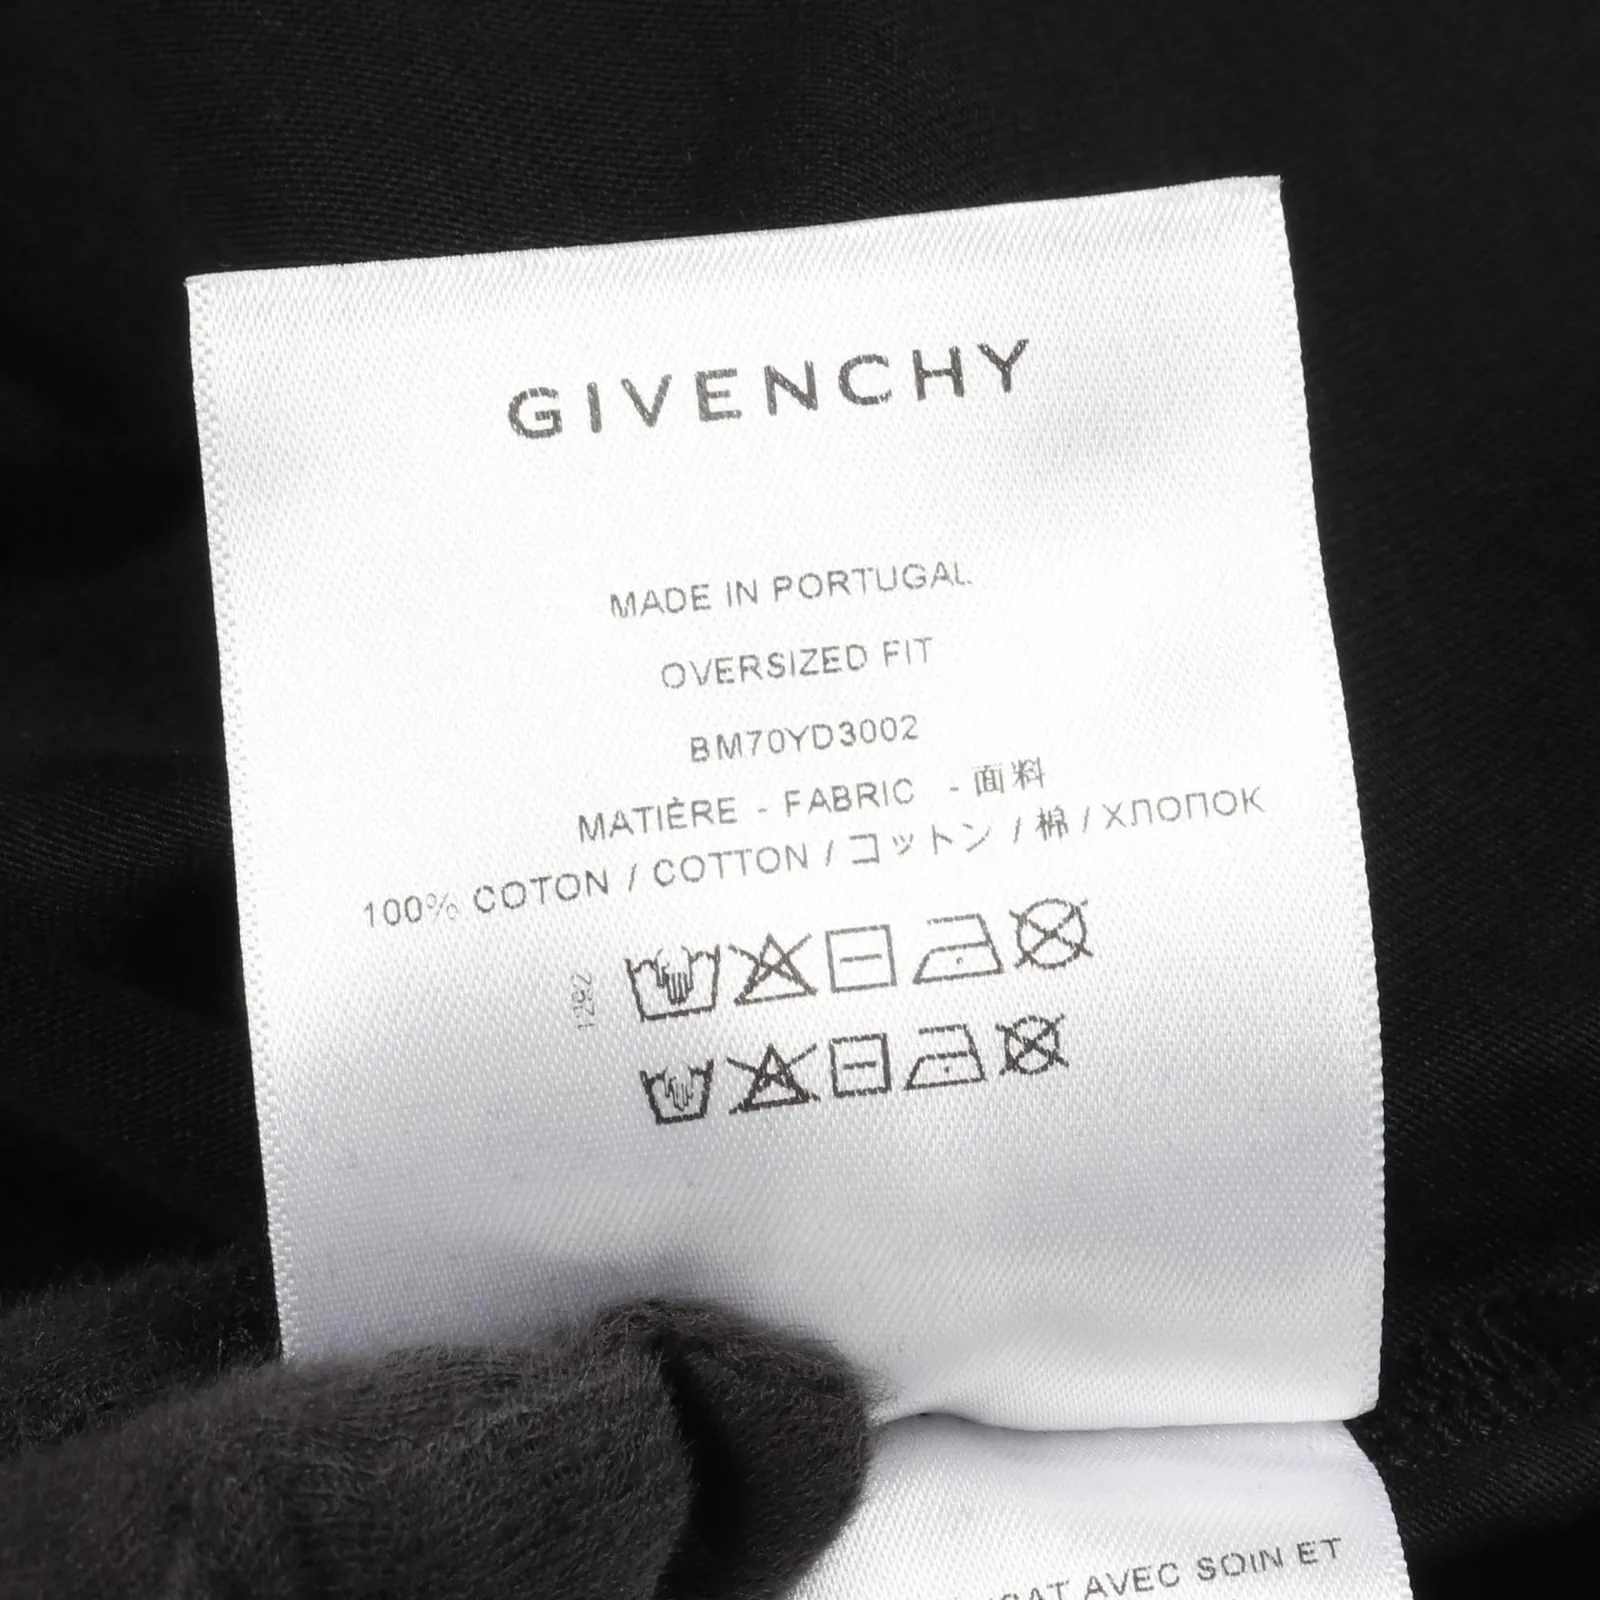 GIVENCHY
MADE IN PORTUGAL
OVERSIZED FIT
BM70YD3002
MATIÈRE - FABRIC - 面料
100% COTON / COTTON / コットン / 棉 / ХЛОПОК
1292
AVEC SOIN ET